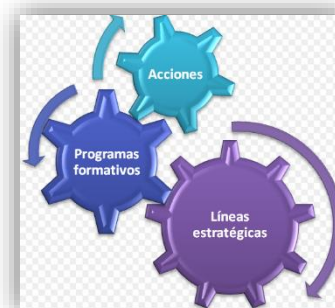 Acciones
Programas
formativos
Líneas
estratégicas